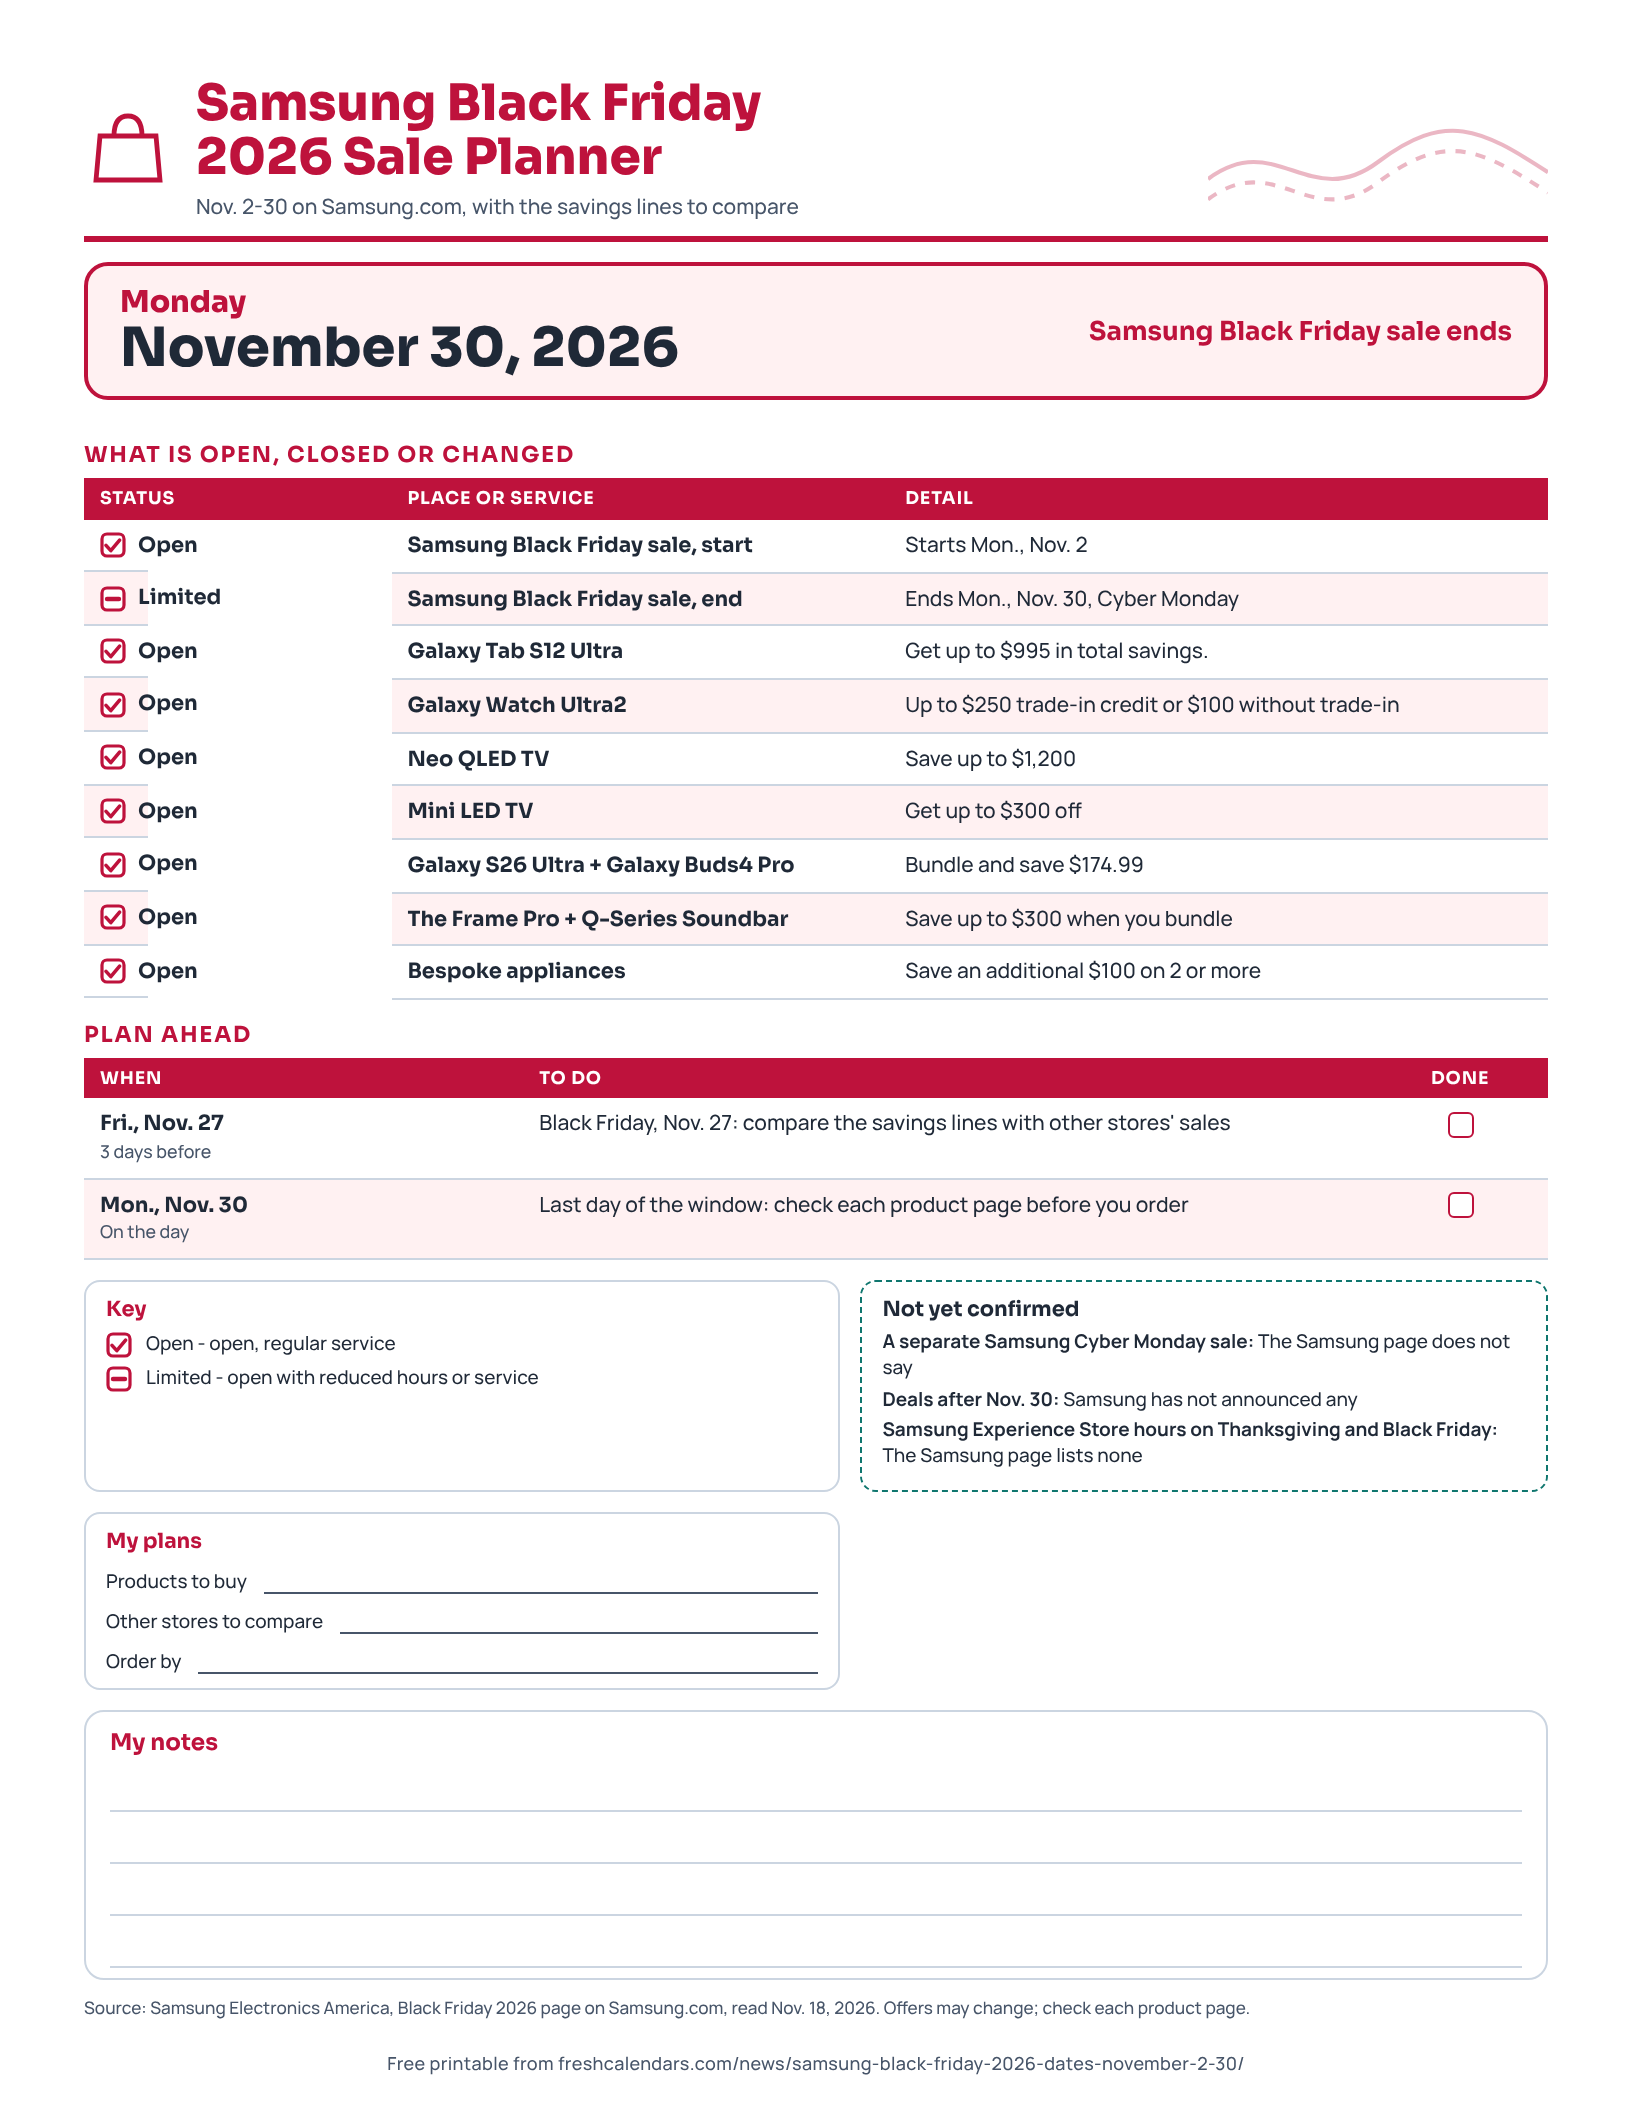 Samsung Black Friday
2026 Sale Planner
Nov. 2-30 on Samsung.com, with the savings lines to compare
Monday
November 30, 2026
Samsung Black Friday sale ends
WHAT IS OPEN, CLOSED OR CHANGED
STATUS PLACE OR SERVICE DETAIL
Open Samsung Black Friday sale, start Starts Mon., Nov. 2
Limited Samsung Black Friday sale, end Ends Mon., Nov. 30, Cyber Monday
Open Galaxy Tab S12 Ultra Get up to $995 in total savings.
Open Galaxy Watch Ultra2 Up to $250 trade-in credit or $100 without trade-in
Open Neo QLED TV Save up to $1,200
Open Mini LED TV Get up to $300 off
Open Galaxy S26 Ultra + Galaxy Buds4 Pro Bundle and save $174.99
Open The Frame Pro + Q-Series Soundbar Save up to $300 when you bundle
Open Bespoke appliances Save an additional $100 on 2 or more
PLAN AHEAD
WHEN TO DO DONE
Fri., Nov. 27 Black Friday, Nov. 27: compare the savings lines with other stores' sales
3 days before
Mon., Nov. 30 Last day of the window: check each product page before you order
On the day
Key
Open - open, regular service
Limited - open with reduced hours or service
Not yet confirmed
A separate Samsung Cyber Monday sale: The Samsung page does not
say
Deals after Nov. 30: Samsung has not announced any
Samsung Experience Store hours on Thanksgiving and Black Friday:
The Samsung page lists none
My plans
Products to buy
Other stores to compare
Order by
My notes
Source: Samsung Electronics America, Black Friday 2026 page on Samsung.com, read Nov. 18, 2026. Offers may change; check each product page.
Free printable from freshcalendars.com/news/samsung-black-friday-2026-dates-november-2-30/